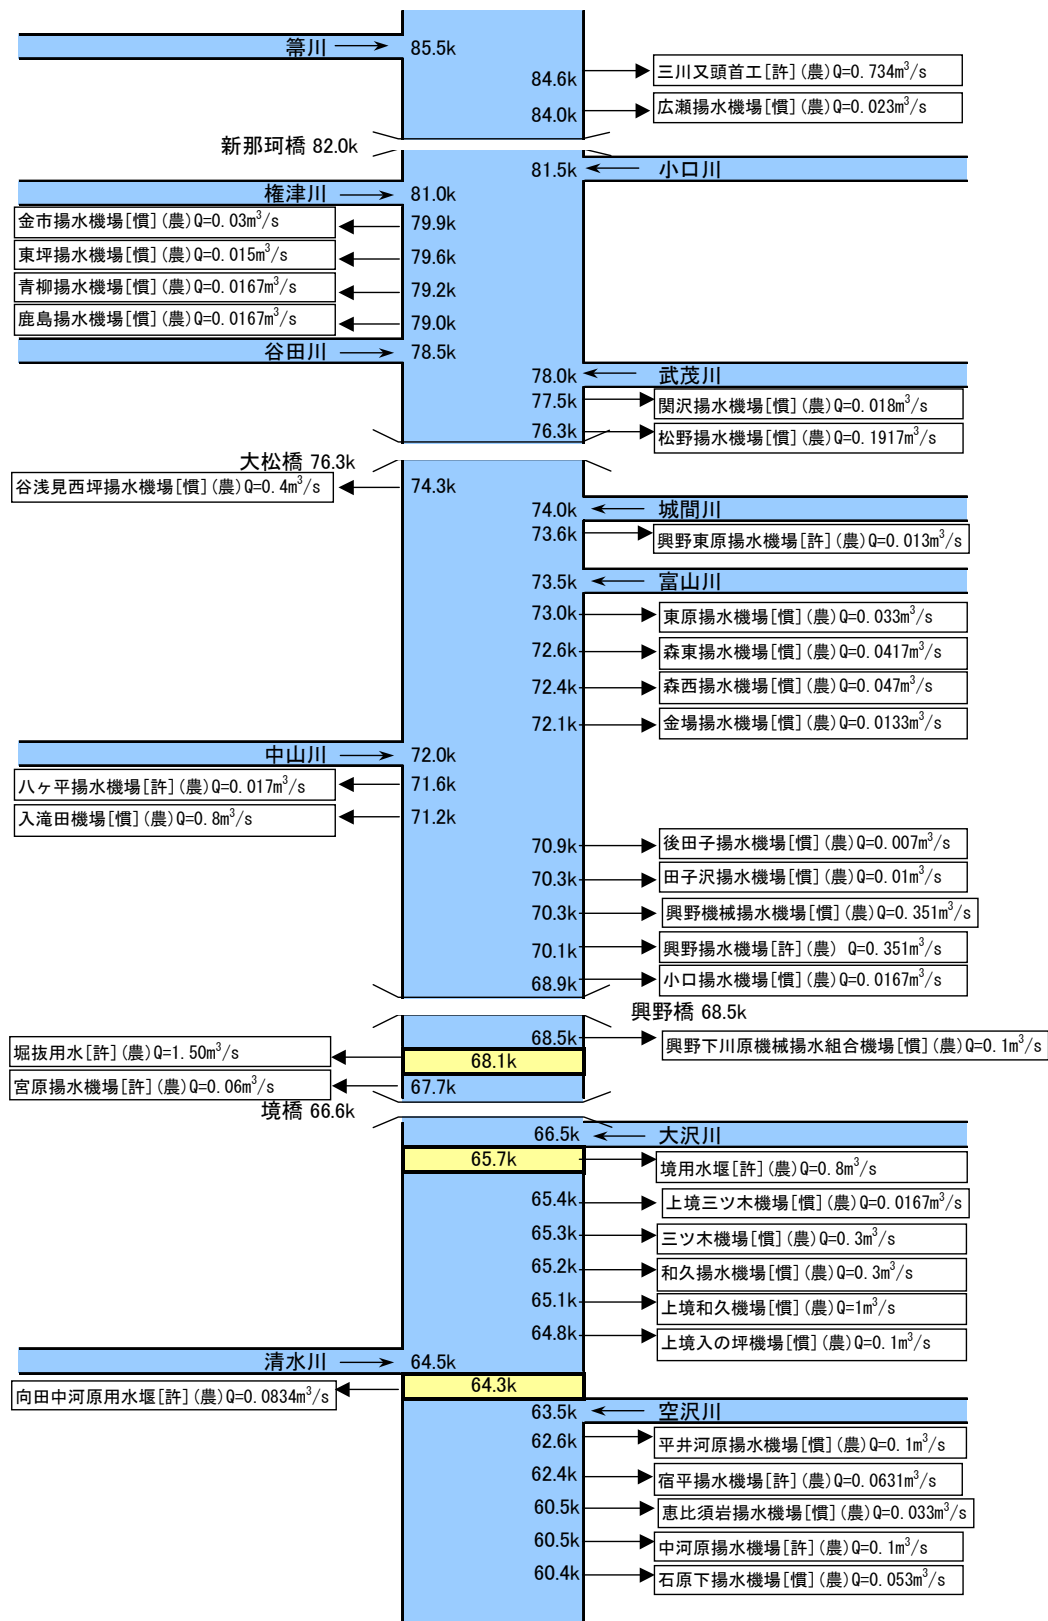 箒川 85.5k
84.6k 三川又頭首工[許](農)Q=0.734m³/s
84.0k 広瀬揚水機場[慣](農)Q=0.023m³/s
新那珂橋 82.0k
81.5k 小口川
権津川 81.0k
金市揚水機場[慣](農)Q=0.03m³/s 79.9k
東坪揚水機場[慣](農)Q=0.015m³/s 79.6k
青柳揚水機場[慣](農)Q=0.0167m³/s 79.2k
鹿島揚水機場[慣](農)Q=0.0167m³/s 79.0k
谷田川 78.5k
78.0k 武茂川
77.5k 関沢揚水機場[慣](農)Q=0.018m³/s
76.3k 松野揚水機場[慣](農)Q=0.1917m³/s
大松橋 76.3k
谷浅見西坪揚水機場[慣](農)Q=0.4m³/s 74.3k
74.0k 城間川
73.6k 興野東原揚水機場[許](農)Q=0.013m³/s
73.5k 富山川
73.0k 東原揚水機場[慣](農)Q=0.033m³/s
72.6k 森東揚水機場[慣](農)Q=0.0417m³/s
72.4k 森西揚水機場[慣](農)Q=0.047m³/s
72.1k 金場揚水機場[慣](農)Q=0.0133m³/s
中山川 72.0k
八ヶ平揚水機場[許](農)Q=0.017m³/s 71.6k
入滝田機場[慣](農)Q=0.8m³/s 71.2k
70.9k 後田子揚水機場[慣](農)Q=0.007m³/s
70.3k 田子沢揚水機場[慣](農)Q=0.01m³/s
70.3k 興野機械揚水機場[慣](農)Q=0.351m³/s
70.1k 興野揚水機場[許](農) Q=0.351m³/s
68.9k 小口揚水機場[慣](農)Q=0.0167m³/s
興野橋 68.5k
68.5k 興野下川原機械揚水組合機場[慣](農)Q=0.1m³/s
堀抜用水[許](農)Q=1.50m³/s 68.1k
宮原揚水機場[許](農)Q=0.06m³/s 67.7k
境橋 66.6k
66.5k 大沢川
65.7k 境用水堰[許](農)Q=0.8m³/s
65.4k 上境三ツ木機場[慣](農)Q=0.0167m³/s
65.3k 三ツ木機場[慣](農)Q=0.3m³/s
65.2k 和久揚水機場[慣](農)Q=0.3m³/s
65.1k 上境和久機場[慣](農)Q=1m³/s
64.8k 上境入の坪機場[慣](農)Q=0.1m³/s
清水川 64.5k
向田中河原用水堰[許](農)Q=0.0834m³/s 64.3k
63.5k 空沢川
62.6k 平井河原揚水機場[慣](農)Q=0.1m³/s
62.4k 宿平揚水機場[許](農)Q=0.0631m³/s
60.5k 恵比須岩揚水機場[慣](農)Q=0.033m³/s
60.5k 中河原揚水機場[許](農)Q=0.1m³/s
60.4k 石原下揚水機場[慣](農)Q=0.053m³/s